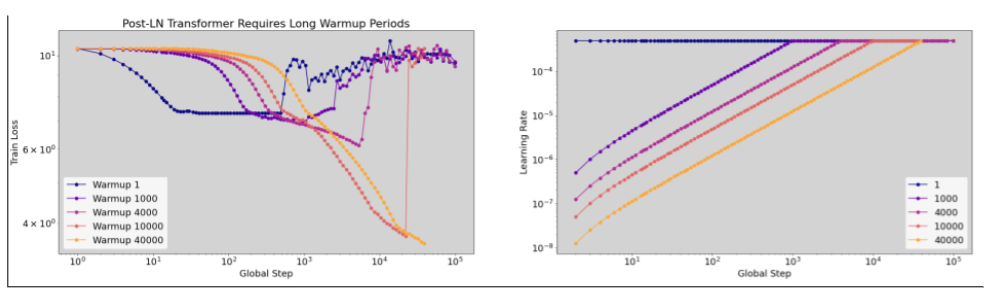 Post-LN Transformer Requires Long Warmup Periods
10¹
6 × 10⁰
4 × 10⁰
Train Loss
Warmup 1
Warmup 1000
Warmup 4000
Warmup 10000
Warmup 40000
10⁰ 10¹ 10² 10³ 10⁴ 10⁵
Global Step
10⁻⁴
10⁻⁵
10⁻⁶
10⁻⁷
10⁻⁸
Learning Rate
1
1000
4000
10000
40000
10¹ 10² 10³ 10⁴ 10⁵
Global Step